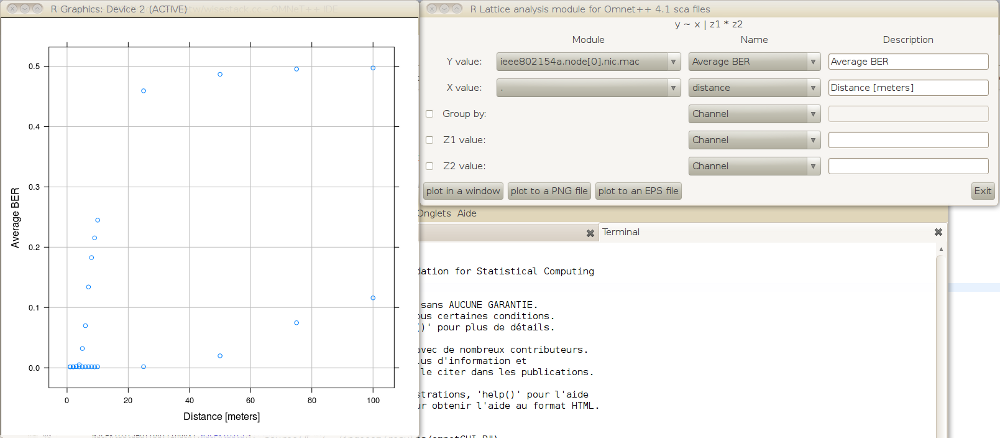 R Graphics: Device 2 (ACTIVE)
0.5
0.4
0.3
0.2
0.1
0.0
Average BER
0
20
40
60
80
100
Distance [meters]
R Lattice analysis module for Omnet++ 4.1 sca files
y ~ x | z1 * z2
Module
Name
Description
Y value:
ieee802154a.node[0].nic.mac
Average BER
Average BER
X value:
.
distance
Distance [meters]
Group by:
Channel
Z1 value:
Channel
Z2 value:
Channel
plot in a window
plot to a PNG file
plot to an EPS file
Exit
Onglets Aide
Terminal
dation for Statistical Computing
sans AUCUNE GARANTIE.
ous certaines conditions.
()' pour plus de détails.
avec de nombreux contributeurs.
lus d'information et
le citer dans les publications.
strations, 'help()' pour l'aide
ur obtenir l'aide au format HTML.